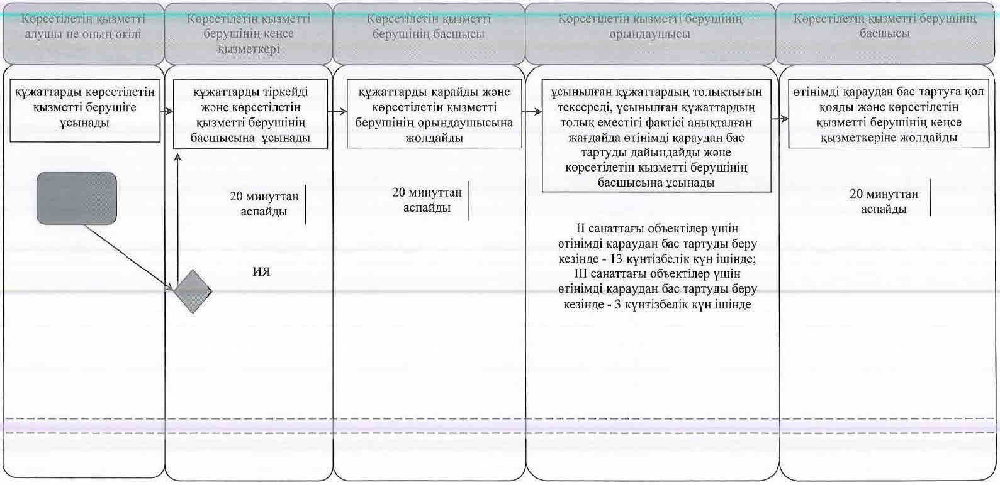 Көрсетілетін қызметті
алушы не оның өкілі
Көрсетілетін қызметті
берушінің кеңсе
қызметкері
Көрсетілетін қызметті
берушінің басшысы
Көрсетілетін қызметті берушінің
орындаушысы
Көрсетілетін қызметті берушінің
басшысы
құжаттарды көрсетілетін
қызметті берушіге
ұсынады
құжаттарды тіркейді
және көрсетілетін
қызметті берушінің
басшысына ұсынады
құжаттарды қарайды және
көрсетілетін қызметті
берушінің орындаушысына
жолдайды
ұсынылған құжаттардың толықтығын
тексереді, ұсынылған құжаттардың
толық еместігі фактісі анықталған
жағдайда өтінімді қараудан бас
тартуды дайындайды және
көрсетілетін қызметті берушінің
басшысына ұсынады
өтінімді қараудан бас тартуға қол
қояды және көрсетілетін
қызметті берушінің кеңсе
қызметкеріне жолдайды
20 минуттан
аспайды
20 минуттан
аспайды
20 минуттан
аспайды
II санаттағы объектілер үшін
өтінімді қараудан бас тартуды беру
кезінде - 13 күнтізбелік күн ішінде;
III санаттағы объектілер үшін
өтінімді қараудан бас тартуды беру
кезінде - 3 күнтізбелік күн ішінде
ИЯ